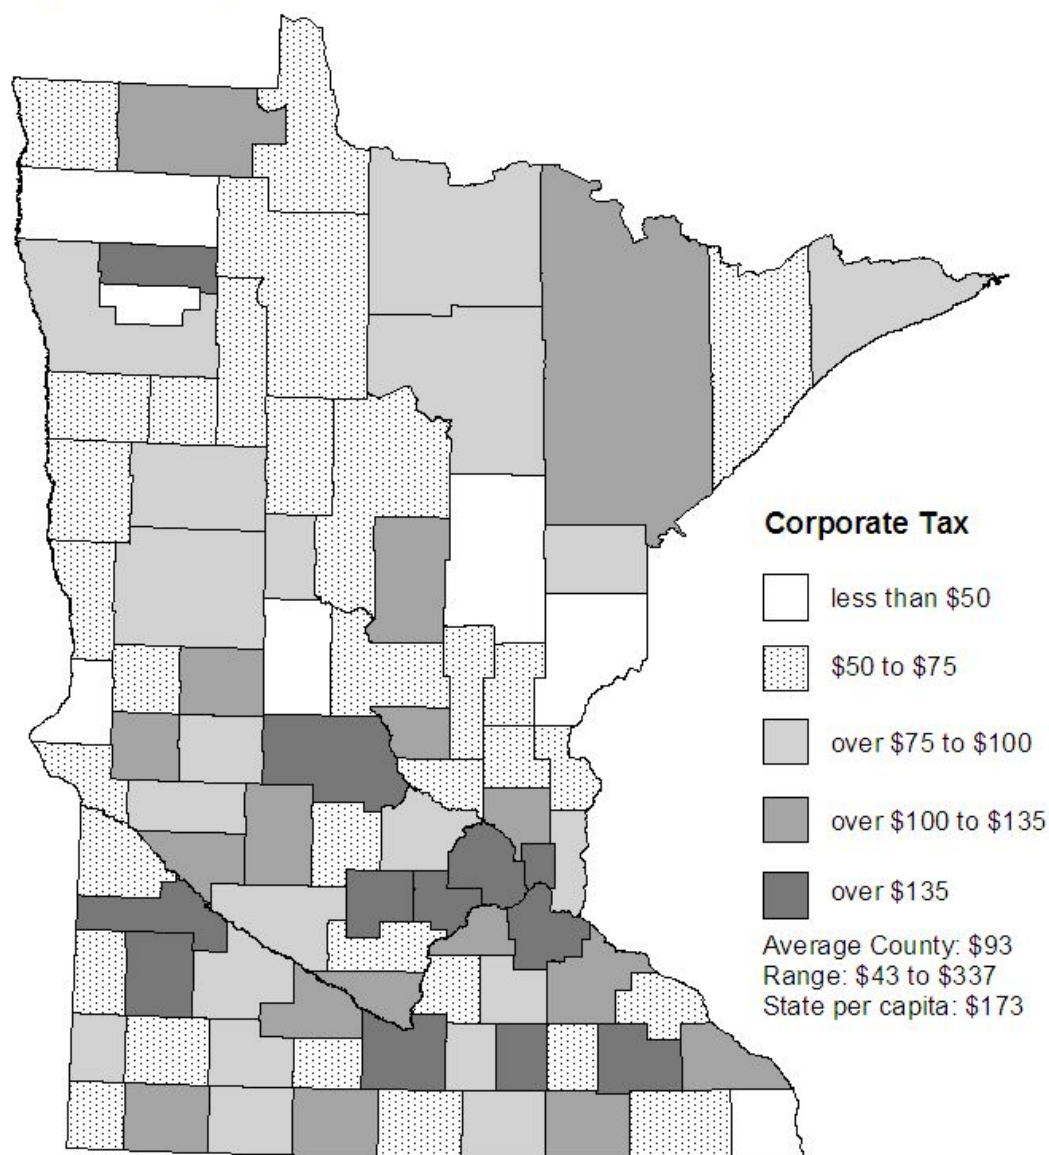 Corporate Tax
less than $50
$50 to $75
over $75 to $100
over $100 to $135
over $135
Average County: $93
Range: $43 to $337
State per capita: $173